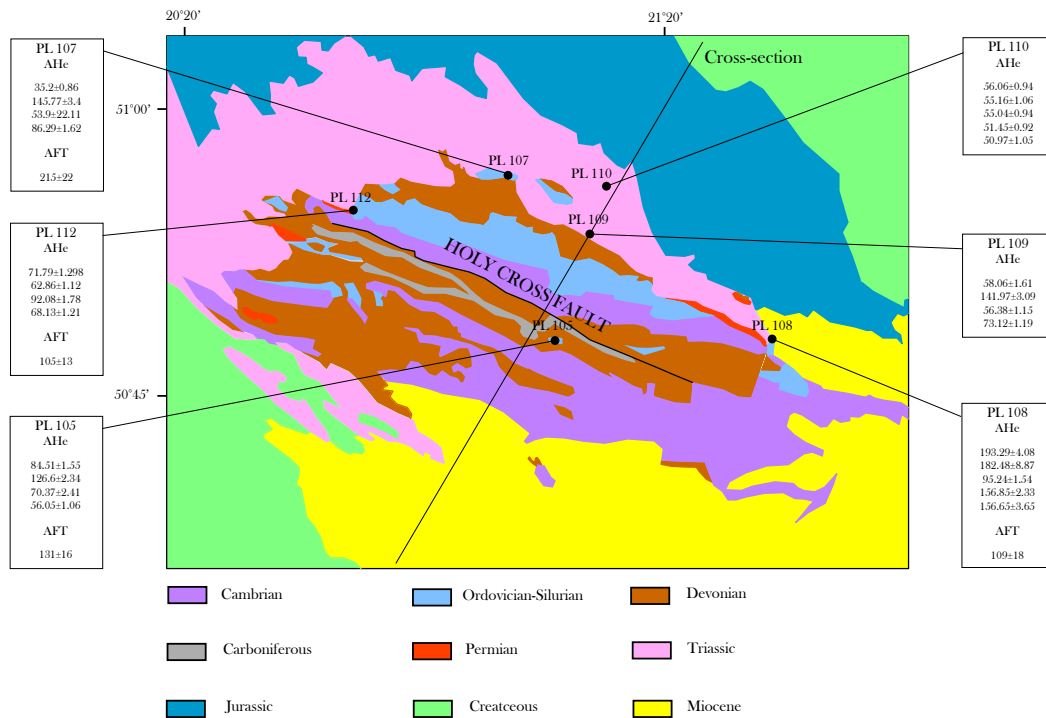 20°20’
21°20’
51°00’
50°45’
Cross-section
PL 107
AHe
35.2±0.86
145.77±3.4
53.9±22.11
86.29±1.62
AFT
215±22
PL 112
AHe
71.79±1.298
62.86±1.12
92.08±1.78
68.13±1.21
AFT
105±13
PL 105
AHe
84.51±1.55
126.6±2.34
70.37±2.41
56.05±1.06
AFT
131±16
PL 107
PL 110
PL 112
PL 109
HOLY CROSS FAULT
PL 105
PL 108
PL 110
AHe
56.06±0.94
55.16±1.06
55.04±0.94
51.45±0.92
50.97±1.05
PL 109
AHe
58.06±1.61
141.97±3.09
56.38±1.15
73.12±1.19
PL 108
AHe
193.29±4.08
182.48±8.87
95.24±1.54
156.85±2.33
156.65±3.65
AFT
109±18
Cambrian
Ordovician-Silurian
Devonian
Carboniferous
Permian
Triassic
Jurassic
Creatceous
Miocene